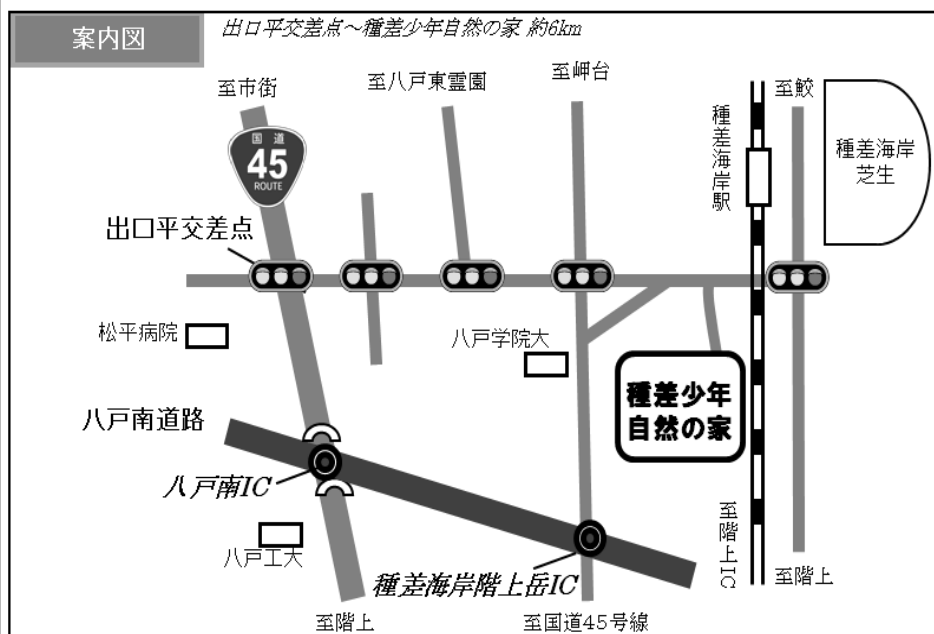 案内図
出口平交差点～種差少年自然の家 約6km
至市街
至八戸東霊園
至岬台
至鮫
種差海岸駅
種差海岸
芝生
国道
45
ROUTE
出口平交差点
松平病院
八戸学院大
種差少年
自然の家
八戸南道路
八戸南IC
八戸工大
種差海岸階上岳IC
至階上IC
至階上
至階上
至国道45号線